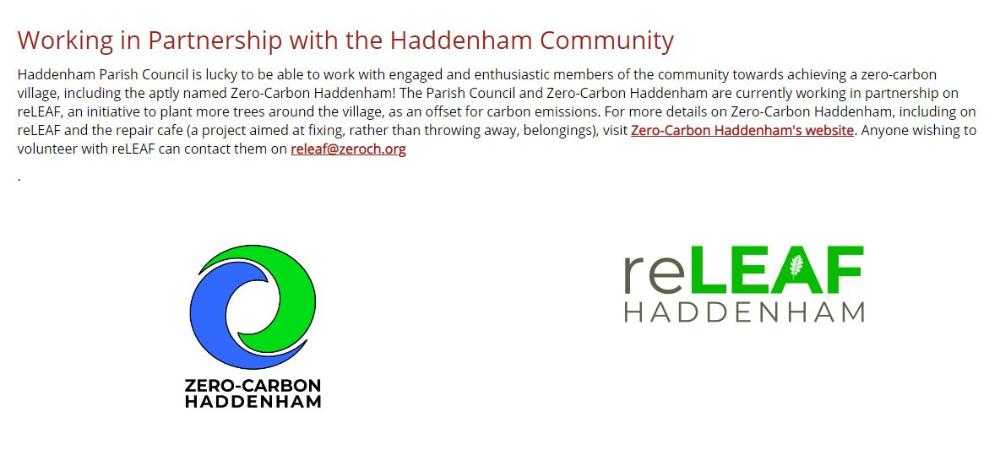 Working in Partnership with the Haddenham Community
Haddenham Parish Council is lucky to be able to work with engaged and enthusiastic members of the community towards achieving a zero-carbon
village, including the aptly named Zero-Carbon Haddenham! The Parish Council and Zero-Carbon Haddenham are currently working in partnership on
reLEAF, an initiative to plant more trees around the village, as an offset for carbon emissions. For more details on Zero-Carbon Haddenham, including on
reLEAF and the repair cafe (a project aimed at fixing, rather than throwing away, belongings), visit Zero-Carbon Haddenham's website. Anyone wishing to
volunteer with reLEAF can contact them on releaf@zeroch.org
.
ZERO-CARBON
HADDENHAM
reLEAF
HADDENHAM